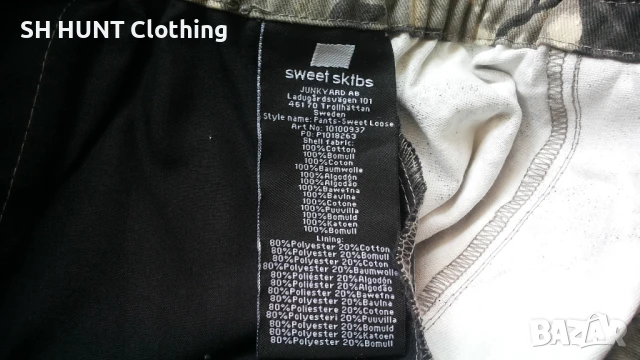 SH HUNT Clothing
sweet sktbs
JUNKYARD AB
Ladugårdsvägen 101
461 70 Trollhättan
Sweden
Style name: Pants-Sweet Loose
Art No: 10100937
PO: P1018263
Shell fabric:
100%Cotton
100%Bomull
100%Coton
100%Baumwolle
100%Algodón
100%Algodão
100%Bawełna
100%Bavlna
100%Cotone
100%Puuvilla
100%Bomuld
100%Katoen
100%Bomull
Lining:
80%Polyester 20%Cotton
80%Polyester 20%Bomull
80%Polyester 20%Coton
80%Polyester 20%Baumwolle
80%Poliéster 20%Algodón
80%Poliéster 20%Algodão
80%Poliester 20%Bawełna
80%Polyester 20%Bavlna
80%Poliestere 20%Cotone
80%Polyesteri 20%Puuvilla
80%Polyester 20%Bomuld
80%Polyester 20%Katoen
80%Polyester 20%Bomull
BAZAR